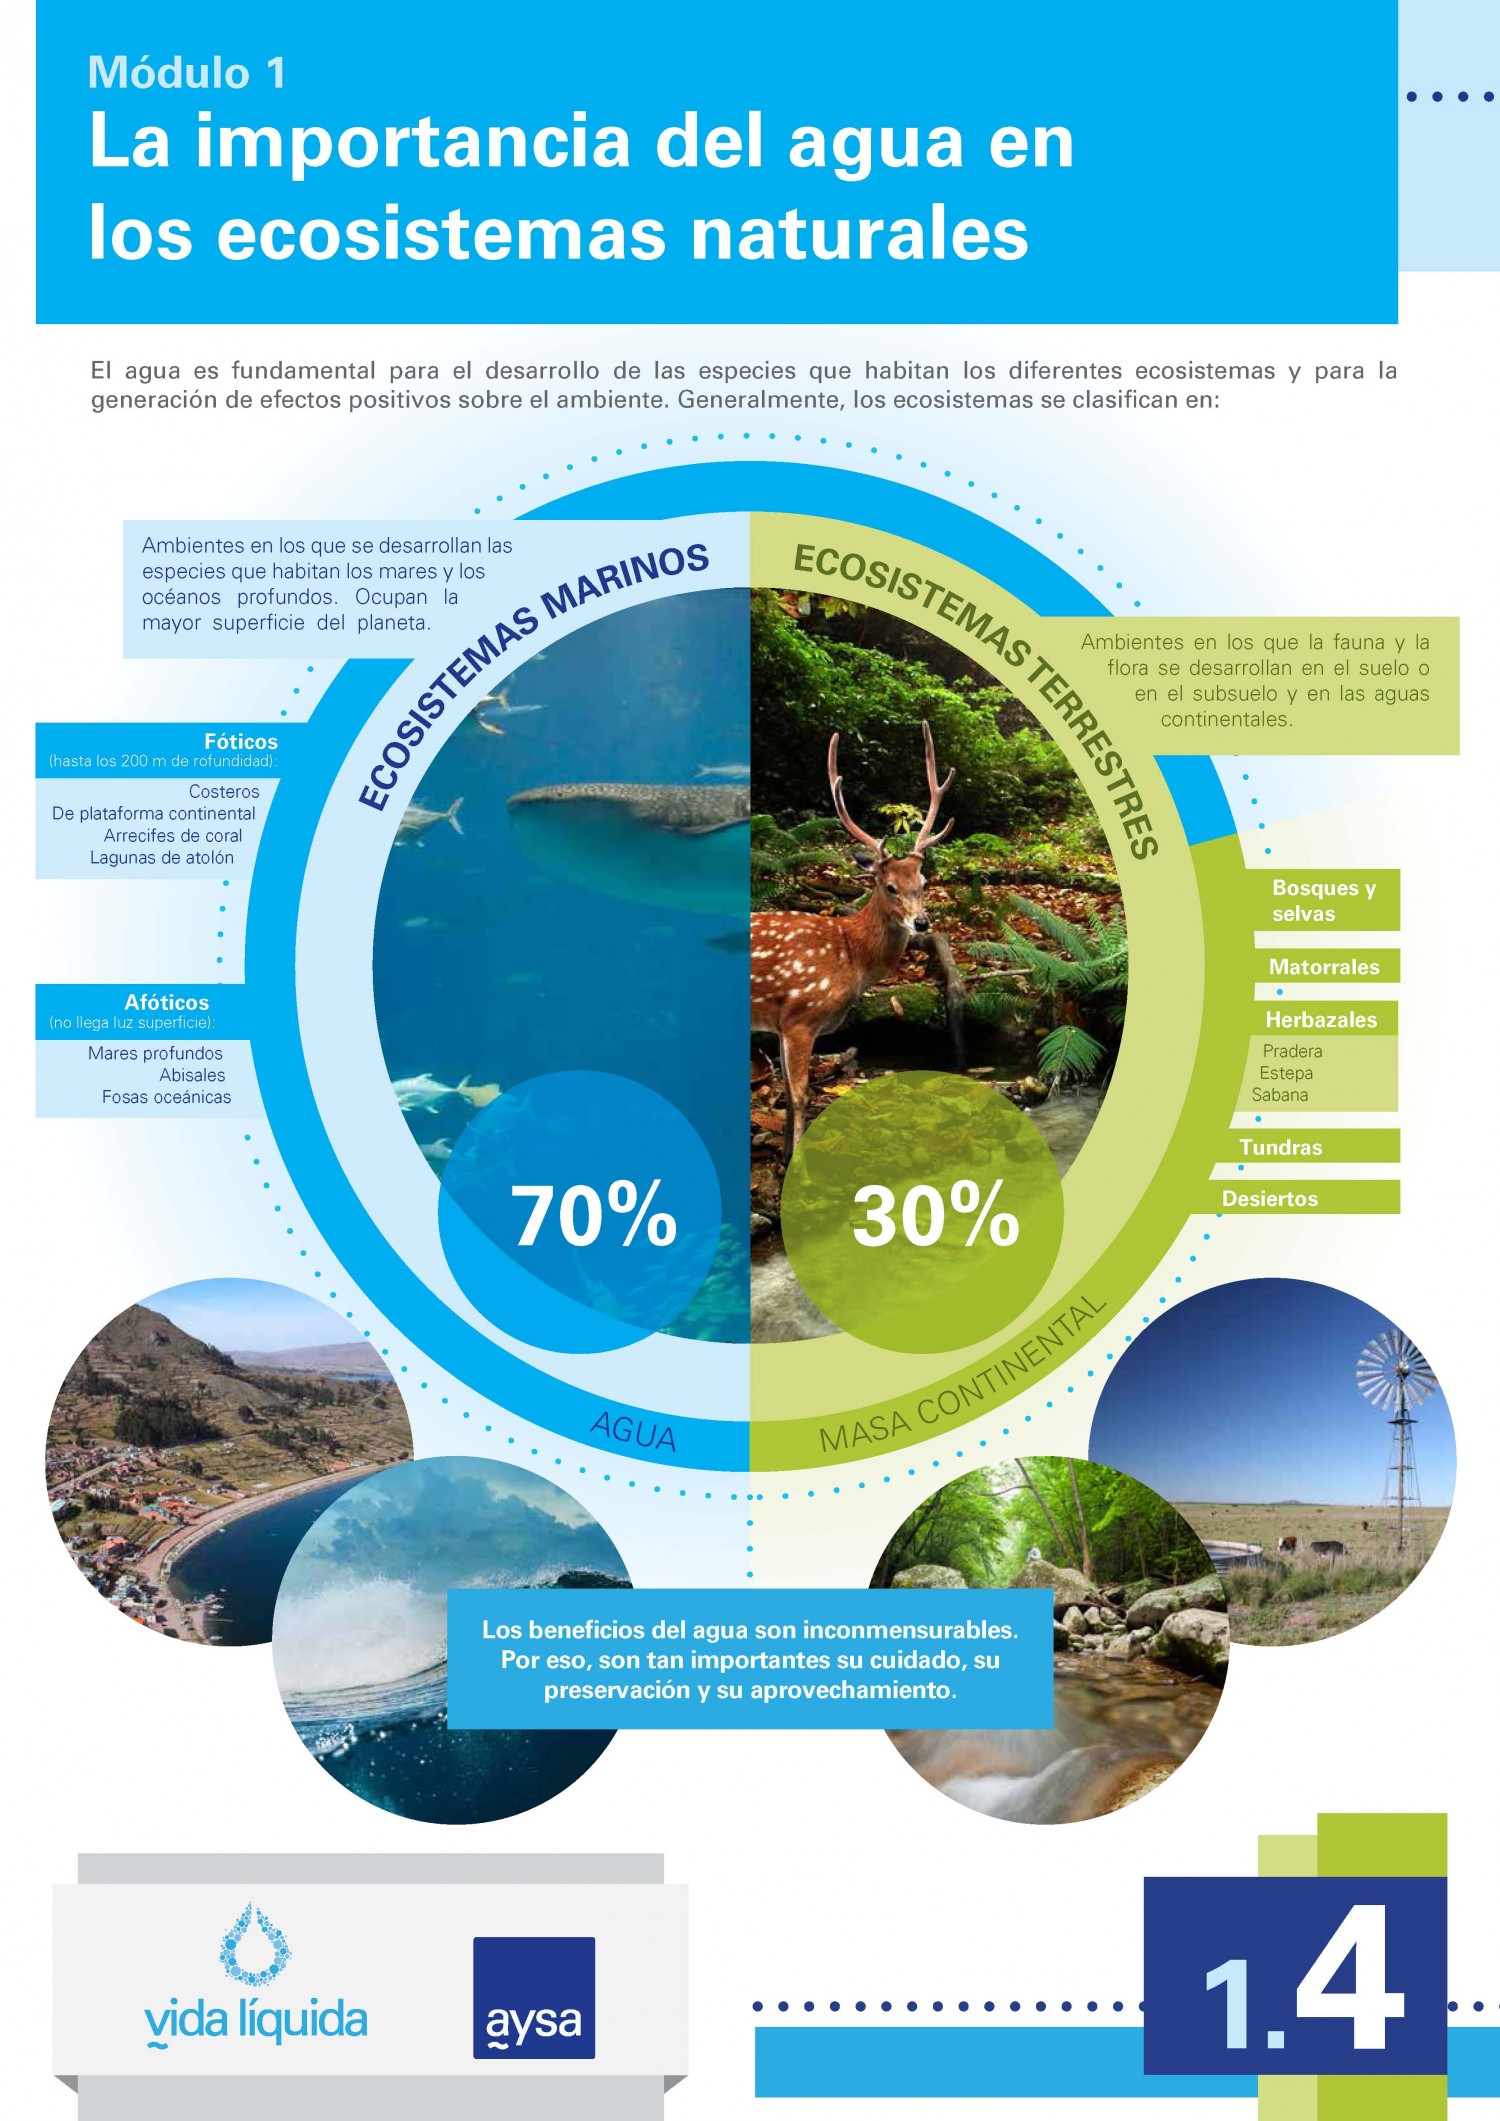 Módulo 1
La importancia del agua en
los ecosistemas naturales
El agua es fundamental para el desarrollo de las especies que habitan los diferentes ecosistemas y para la
generación de efectos positivos sobre el ambiente. Generalmente, los ecosistemas se clasifican en:
Ambientes en los que se desarrollan las
especies que habitan los mares y los
océanos profundos. Ocupan la
mayor superficie del planeta.
ECOSISTEMAS MARINOS
ECOSISTEMAS TERRESTRES
Ambientes en los que la fauna y la
flora se desarrollan en el suelo o
en el subsuelo y en las aguas
continentales.
Fóticos
(hasta los 200 m de rofundidad):
Costeros
De plataforma continental
Arrecifes de coral
Lagunas de atolón
Afóticos
(no llega luz superficie):
Mares profundos
Abisales
Fosas oceánicas
Bosques y
selvas
Matorrales
Herbazales
Pradera
Estepa
Sabana
Tundras
Desiertos
70%
30%
AGUA
MASA CONTINENTAL
Los beneficios del agua son inconmensurables.
Por eso, son tan importantes su cuidado, su
preservación y su aprovechamiento.
vida líquida
aysa
1.4